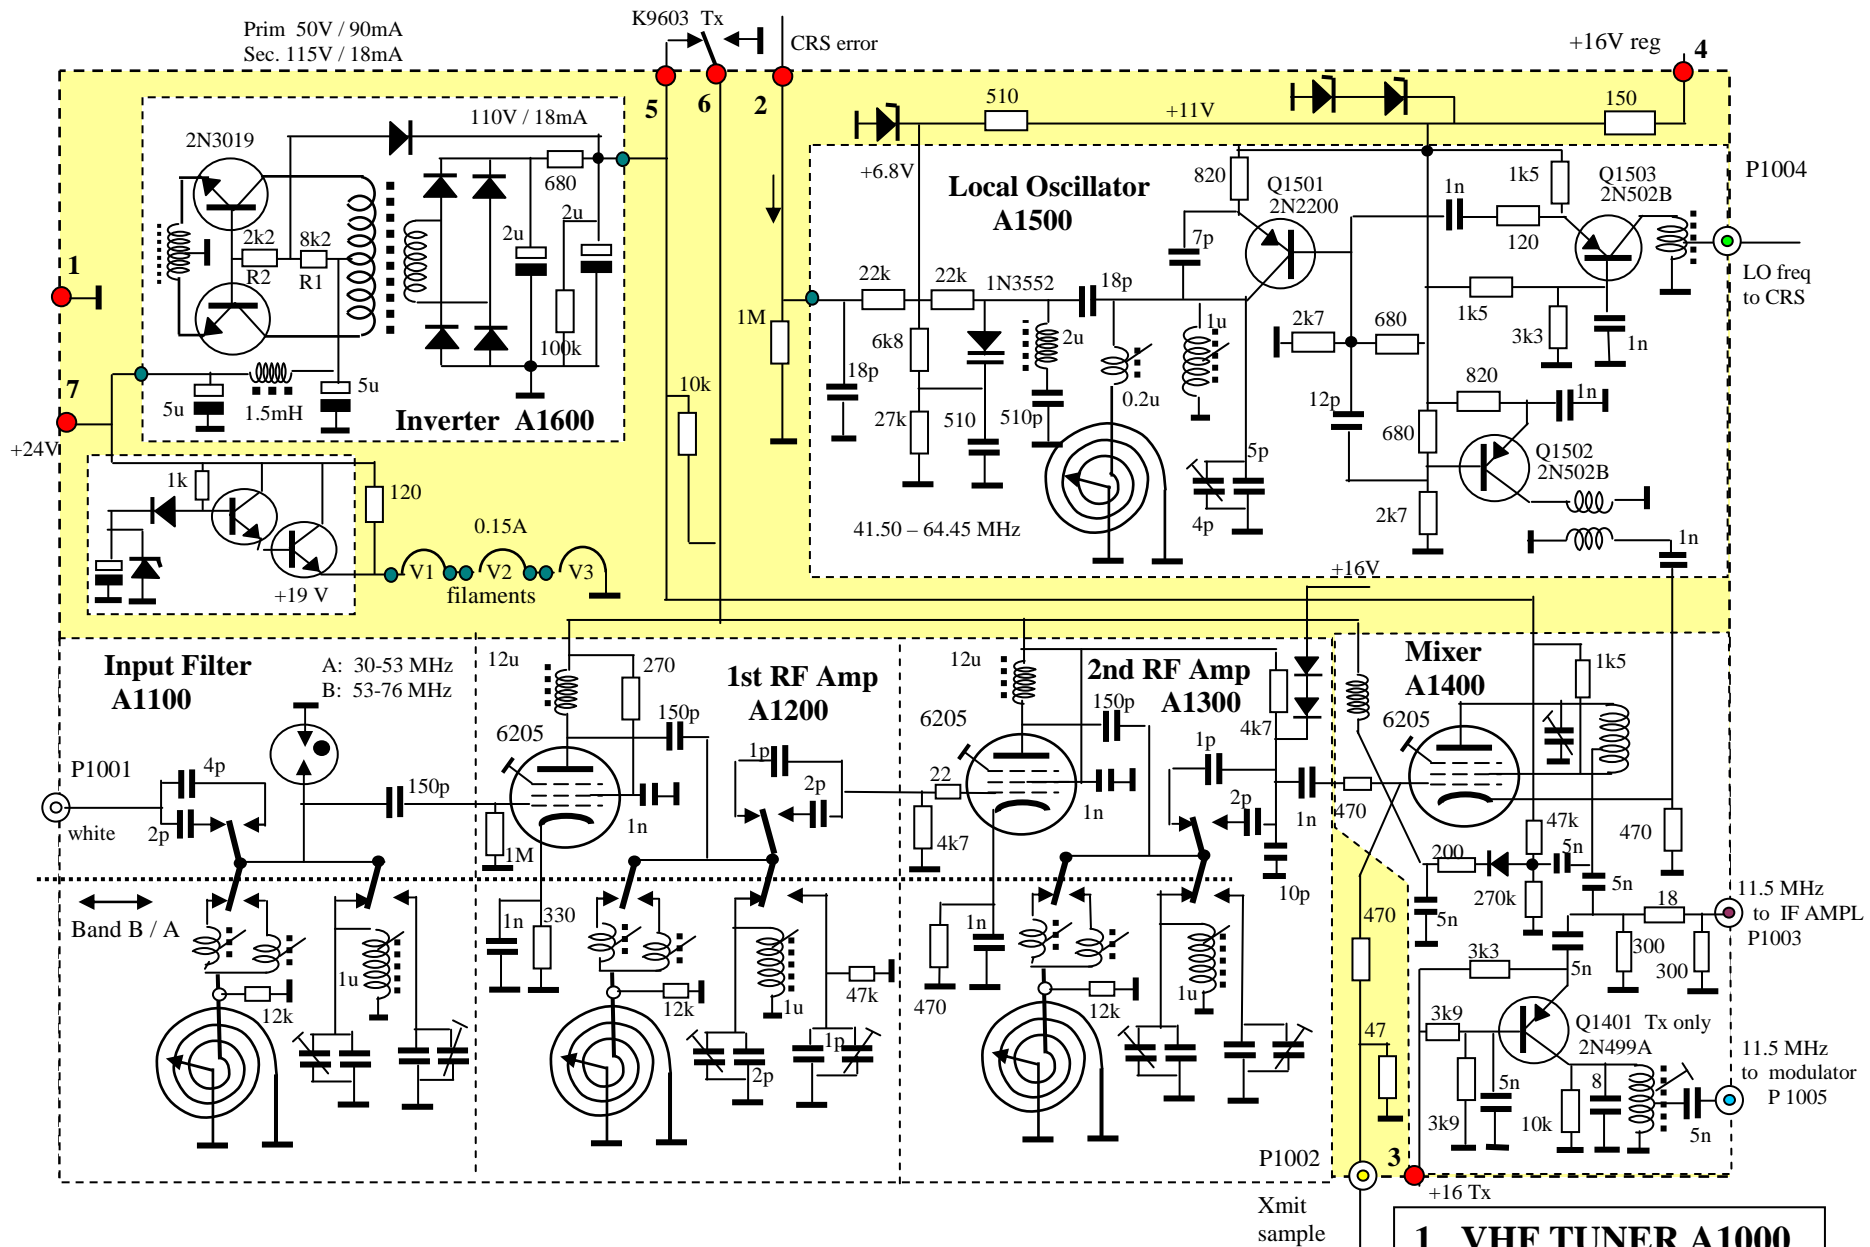 Prim 50V / 90mA
Sec. 115V / 18mA
K9603 Tx
CRS error
+16V reg
4
5
6
2
1
7
+24V
2N3019
110V / 18mA
680
2u
2u
2k2
8k2
R2
R1
100k
5u
1.5mH
5u
Inverter A1600
1k
120
0.15A
V1
V2
V3
filaments
+19 V
10k
1M
510
+11V
150
+6.8V
Local Oscillator
A1500
820
Q1501
2N2200
1n
1k5
Q1503
2N502B
120
P1004
LO freq
to CRS
7p
22k
22k
1N3552
18p
1u
2k7
680
1k5
3k3
1n
6k8
2u
18p
0.2u
27k
510
510p
12p
820
1n
680
Q1502
2N502B
5p
4p
2k7
1n
41.50 – 64.45 MHz
+16V
Input Filter
A1100
A: 30-53 MHz
B: 53-76 MHz
P1001
white
4p
2p
150p
Band B / A
1u
12k
12u
270
1st RF Amp
A1200
6205
150p
1p
2p
1n
1M
1n
330
12k
1u
47k
2p
1p
12u
2nd RF Amp
A1300
6205
150p
4k7
22
1p
2p
1n
1n
4k7
10p
470
1n
12k
1u
Mixer
A1400
6205
1k5
470
47k
5n
470
200
270k
5n
5n
18
11.5 MHz
to IF AMPL
P1003
300
300
470
3k3
5n
3k9
Q1401 Tx only
2N499A
47
3k9
5n
10k
8
5n
11.5 MHz
to modulator
P 1005
P1002
3
+16 Tx
Xmit
sample
1 VHF TUNER A1000